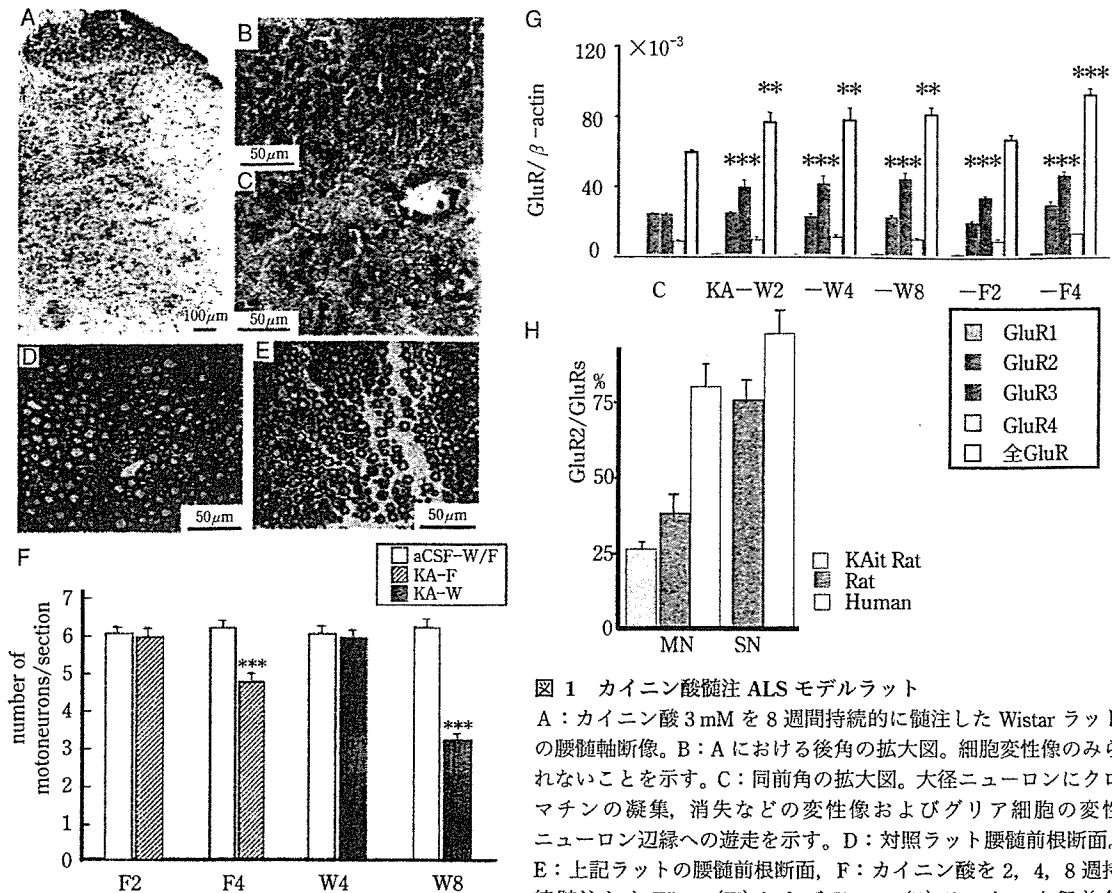 A
100μm
B
50μm
C
50μm
D
50μm
E
50μm
F
number of motoneurons/section
7
6
5
4
3
2
1
0
***
***
F2 F4 W4 W8
aCSF-W/F
KA-F
KA-W
G
GluR/β-actin
120
80
40
0
×10⁻³
** ** ** ***
*** *** *** *** ***
C KA—W2 —W4 —W8 —F2 —F4
GluR1
GluR2
GluR3
GluR4
全GluR
H
GluR2/GluRs
%
75
50
25
0
MN SN
KAit Rat
Rat
Human
図 1 カイニン酸髄注 ALS モデルラット
A：カイニン酸 3 mM を 8 週間持続的に髄注した Wistar ラット
の腰髄軸断像。B：A における後角の拡大図。細胞変性像のみら
れないことを示す。C：同前角の拡大図。大径ニューロンにクロ
マチンの凝集，消失などの変性像およびグリア細胞の変性
ニューロン辺縁への遊走を示す。D：対照ラット腰髄前根断面。
E：上記ラットの腰髄前根断面，F：カイニン酸を 2，4，8 週持